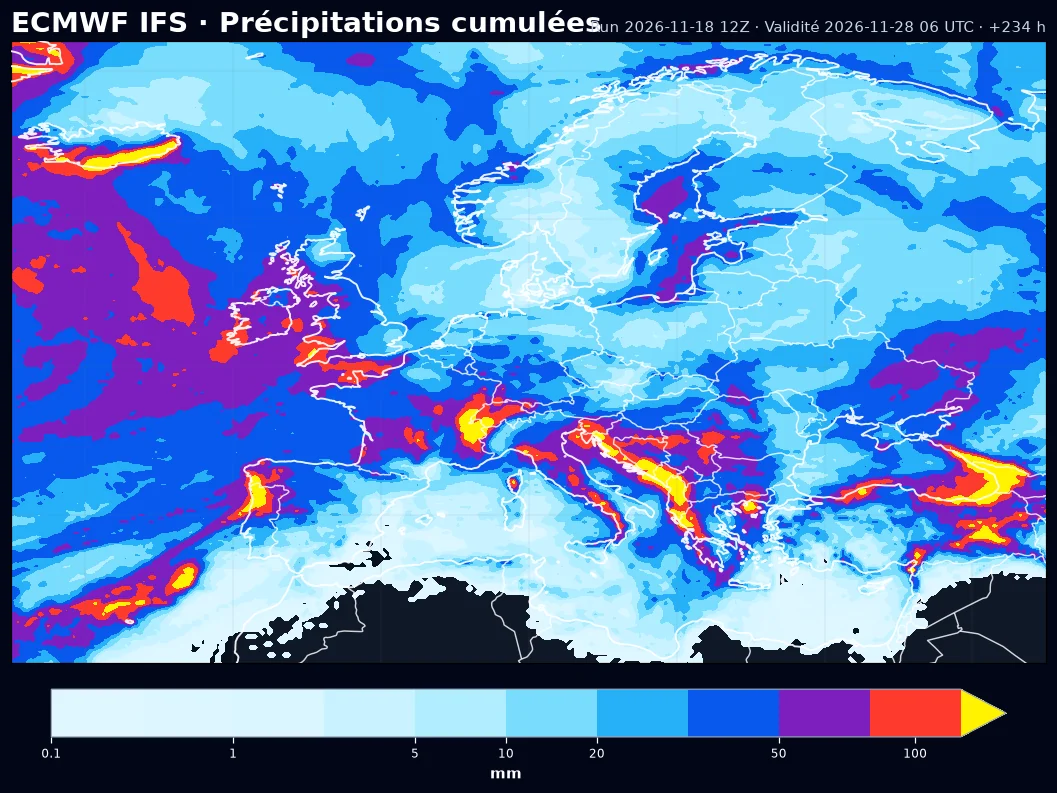 ECMWF IFS · Précipitations cumulées
Run 2026-11-18 12Z · Validité 2026-11-28 06 UTC · +234 h
0.1 1 5 10 20 50 100
mm